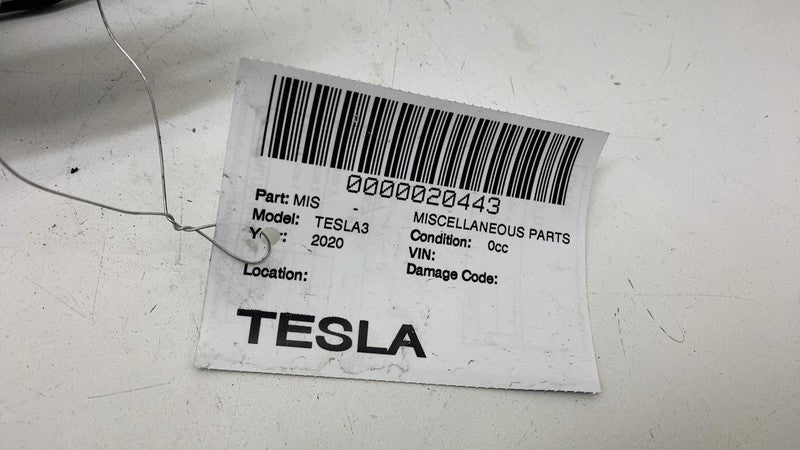 0000020443
Part: MIS - MISCELLANEOUS PARTS
Model: TESLA3 Condition: 0cc
2020 VIN:
Location: Damage Code:
TESLA